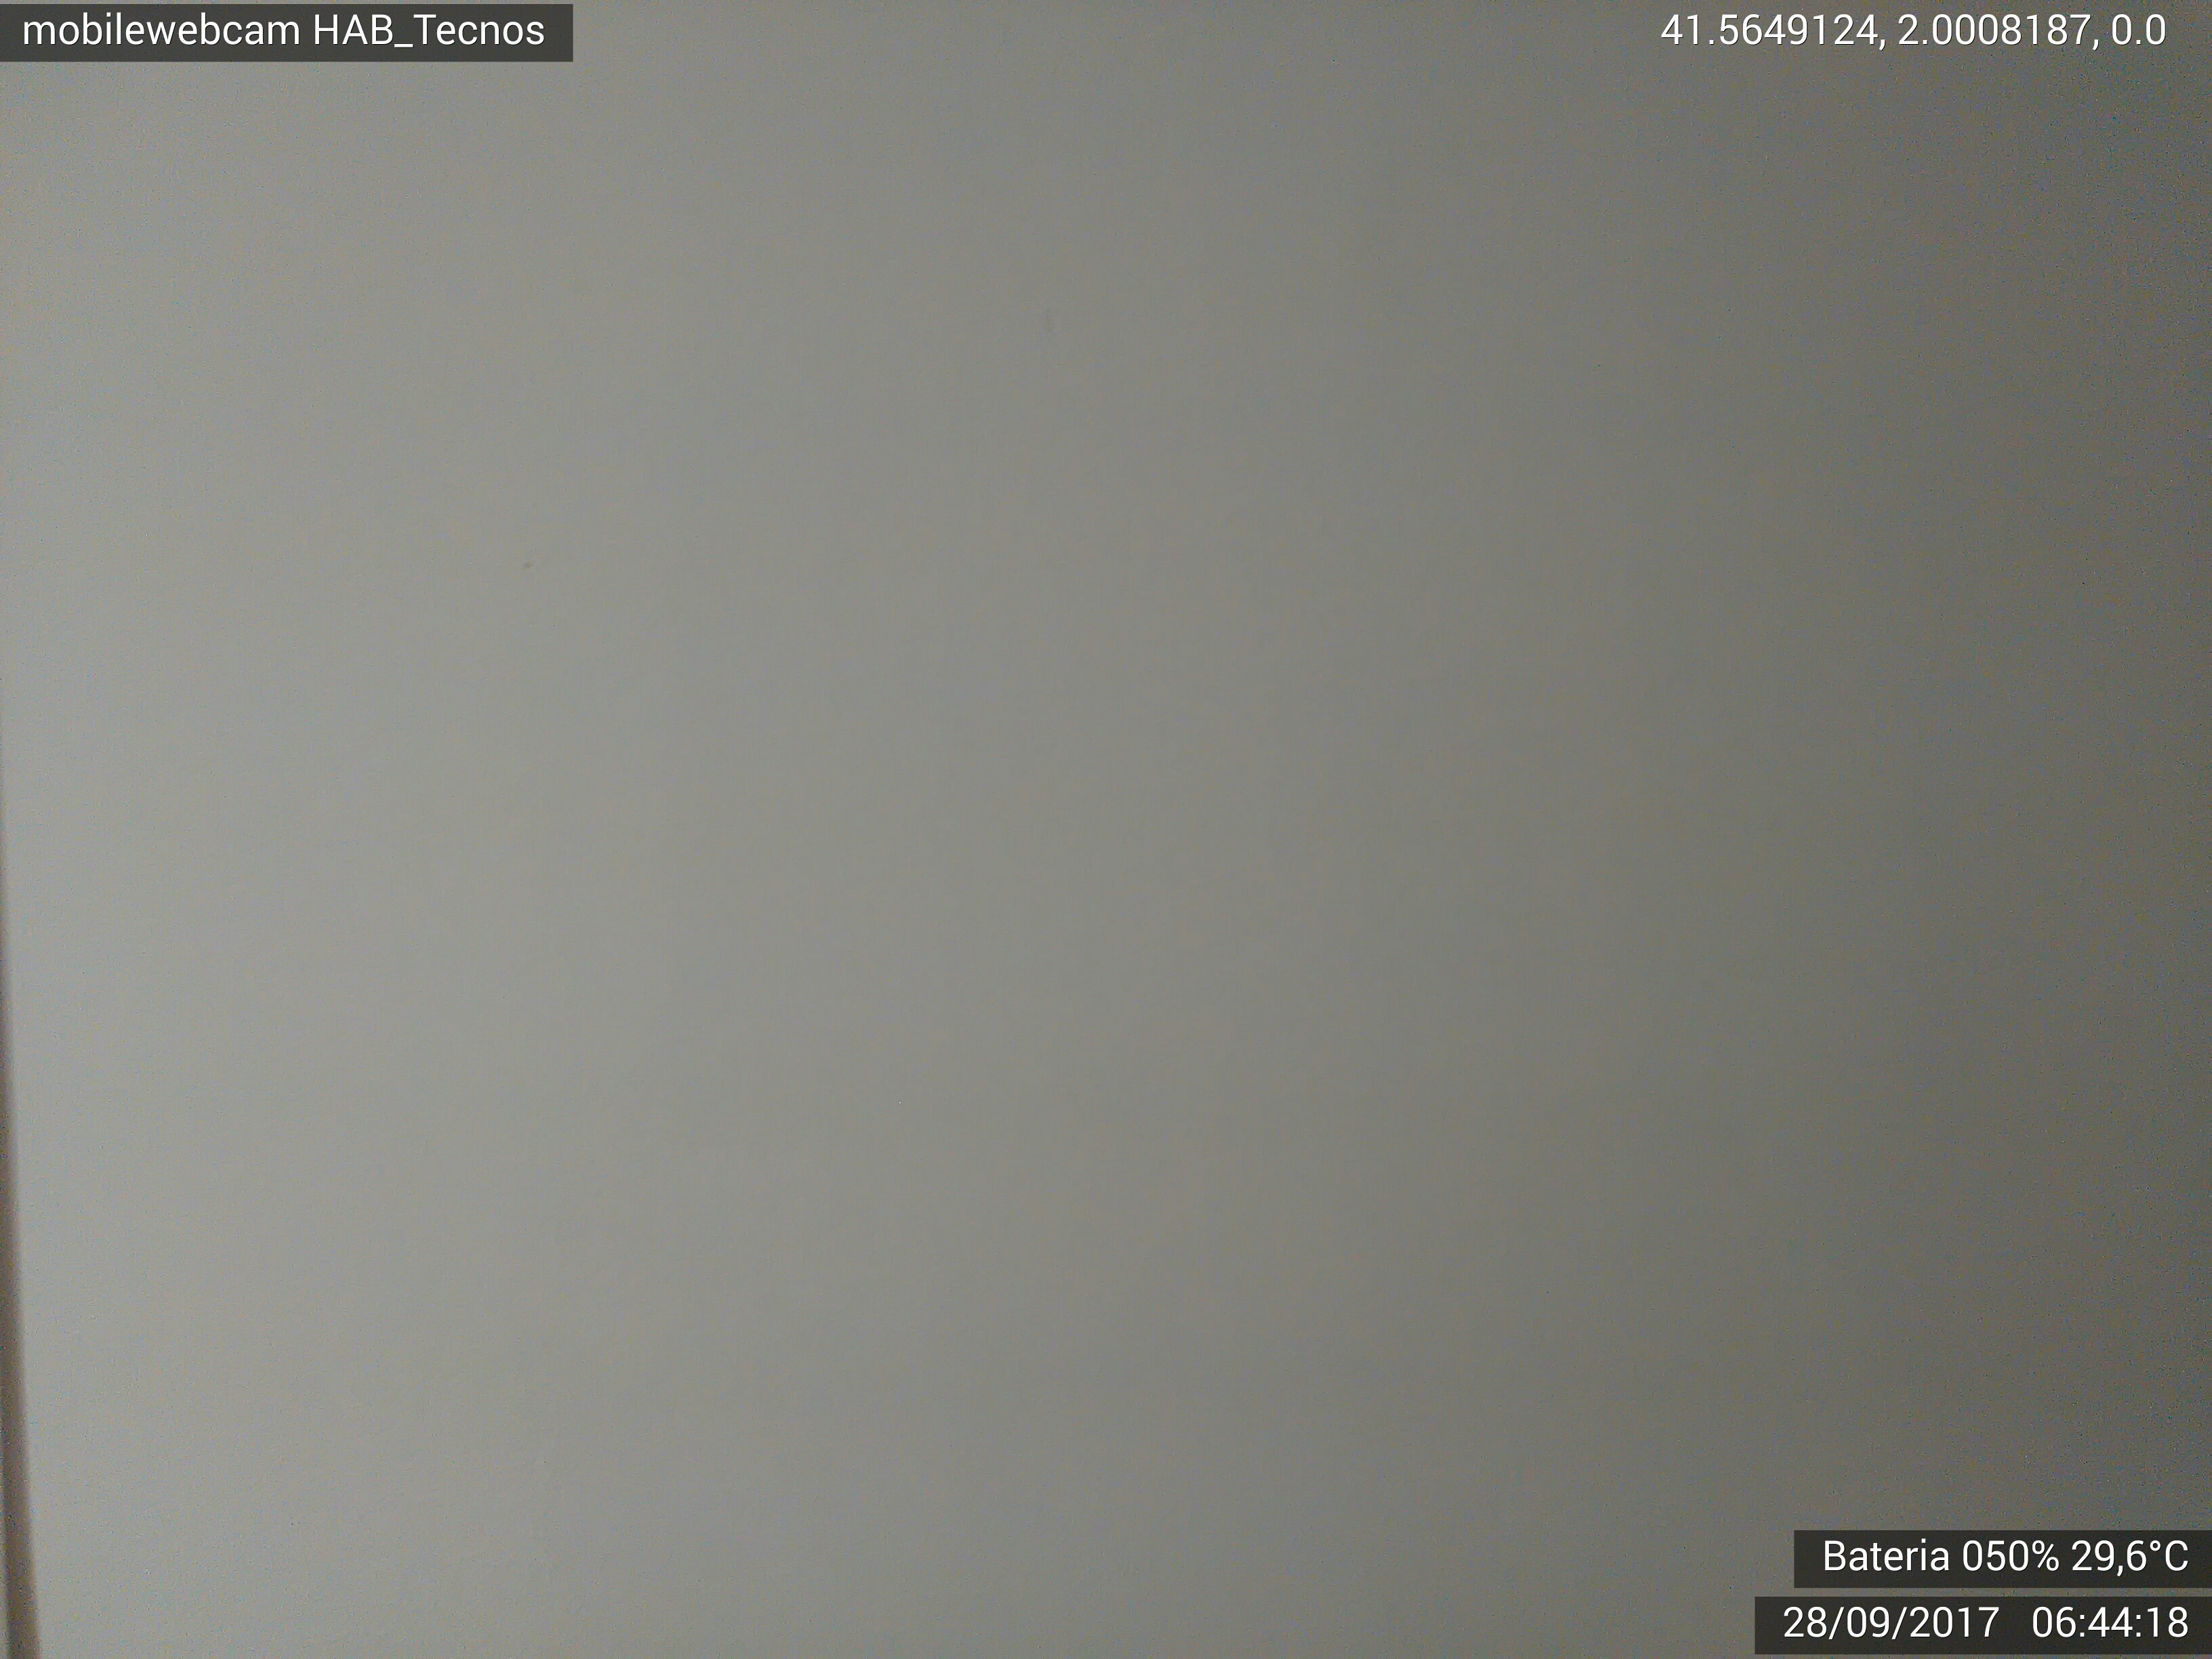 mobilewebcam HAB_Tecnos
41.5649124, 2.0008187, 0.0
Bateria 050% 29,6°C
28/09/2017 06:44:18